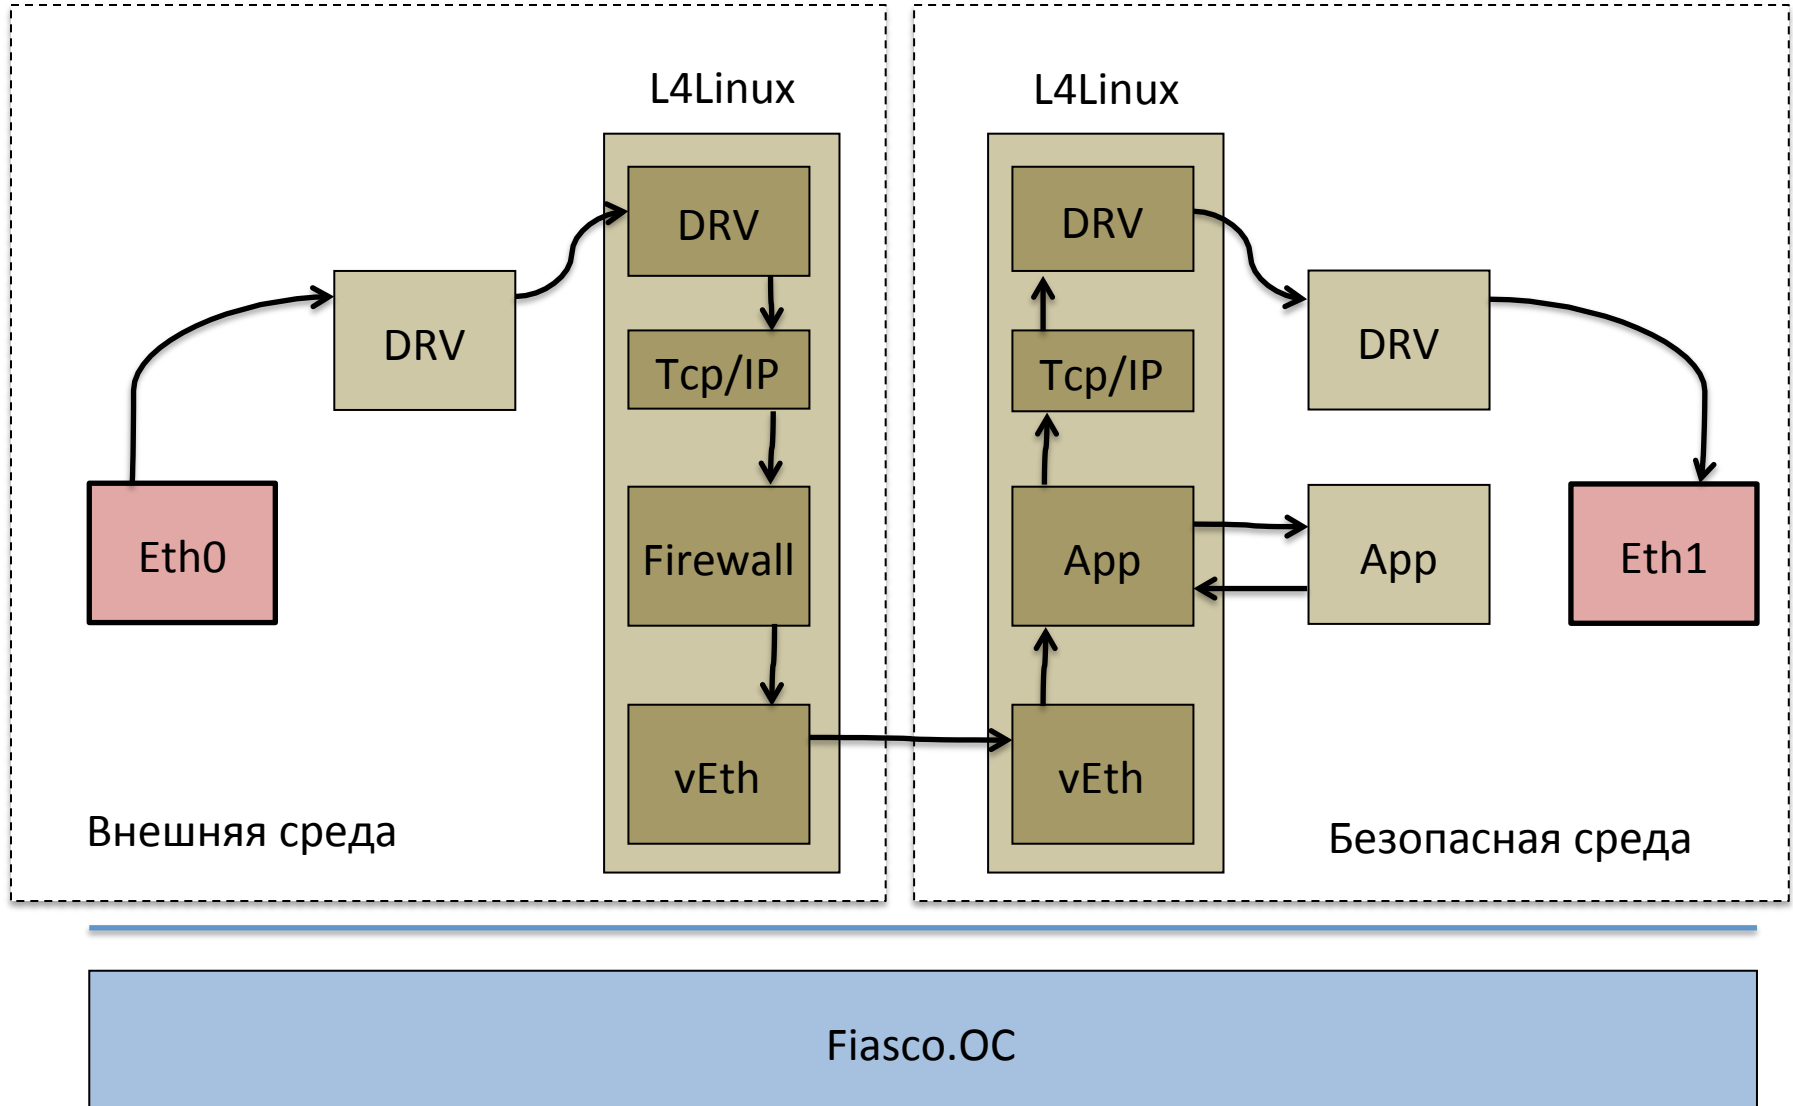 L4Linux
DRV
DRV
Tcp/IP
Eth0
Firewall
vEth
Внешняя среда
L4Linux
DRV
DRV
Tcp/IP
App
App
Eth1
vEth
Безопасная среда
Fiasco.OC